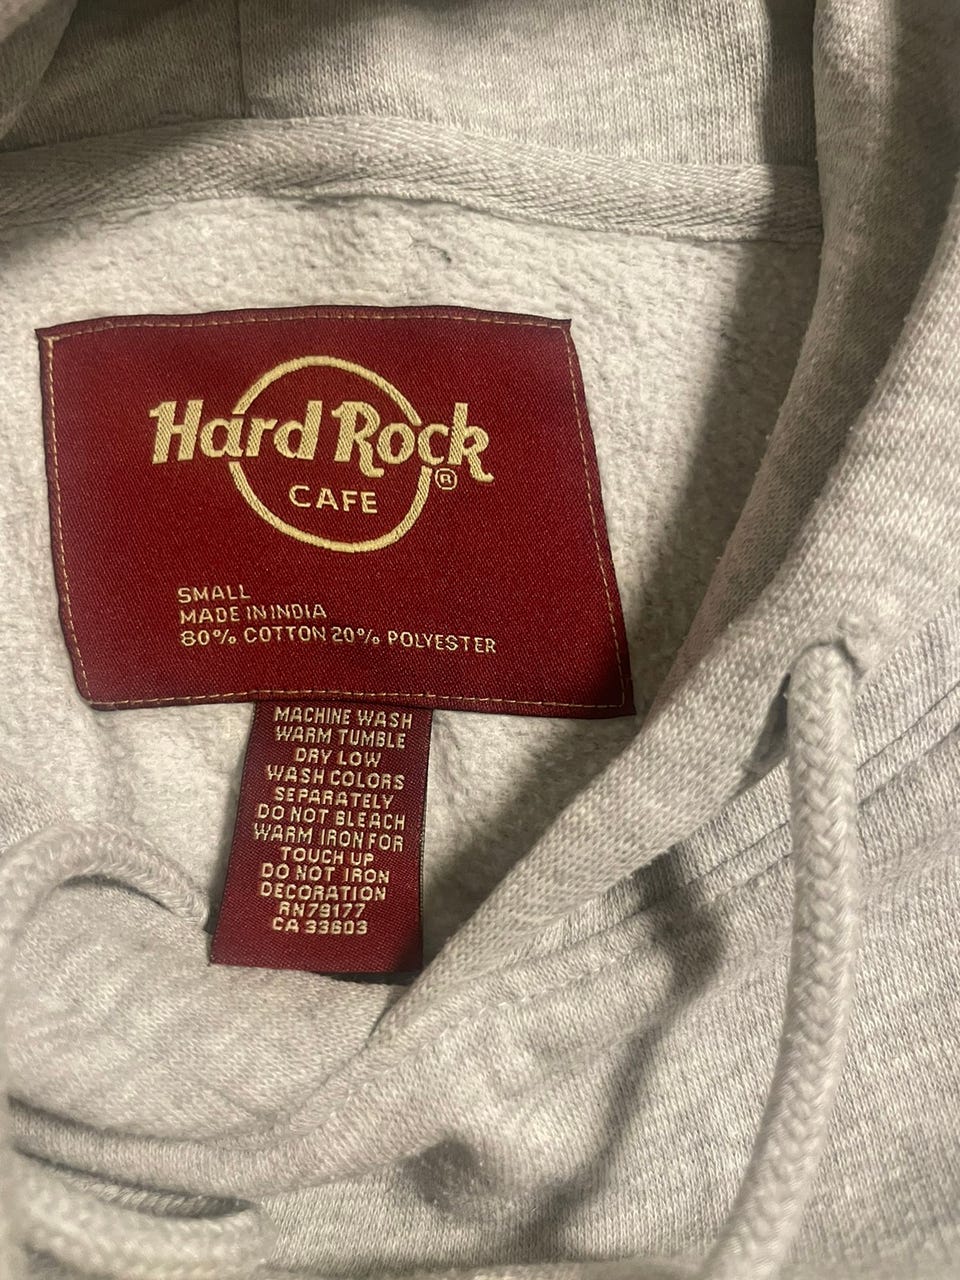 Hard Rock
®
CAFE
SMALL
MADE IN INDIA
80% COTTON 20% POLYESTER
MACHINE WASH
WARM TUMBLE
DRY LOW
WASH COLORS
SEPARATELY
DO NOT BLEACH
WARM IRON FOR
TOUCH UP
DO NOT IRON
DECORATION
RN79177
CA 33603